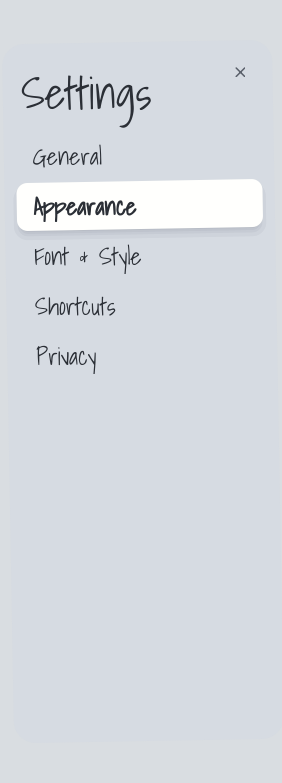 Settings
General
Appearance
Font & Style
Shortcuts
Privacy